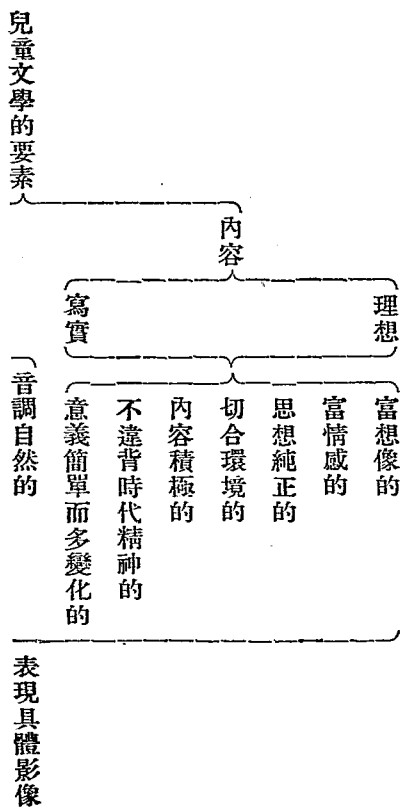 富想像的
富情感的
思想純正的
切合環境的
內容積極的
不違背時代精神的
意義簡單而多變化的
音調自然的
理想
寫實
內容
兒童文學的要素
表現具體影像